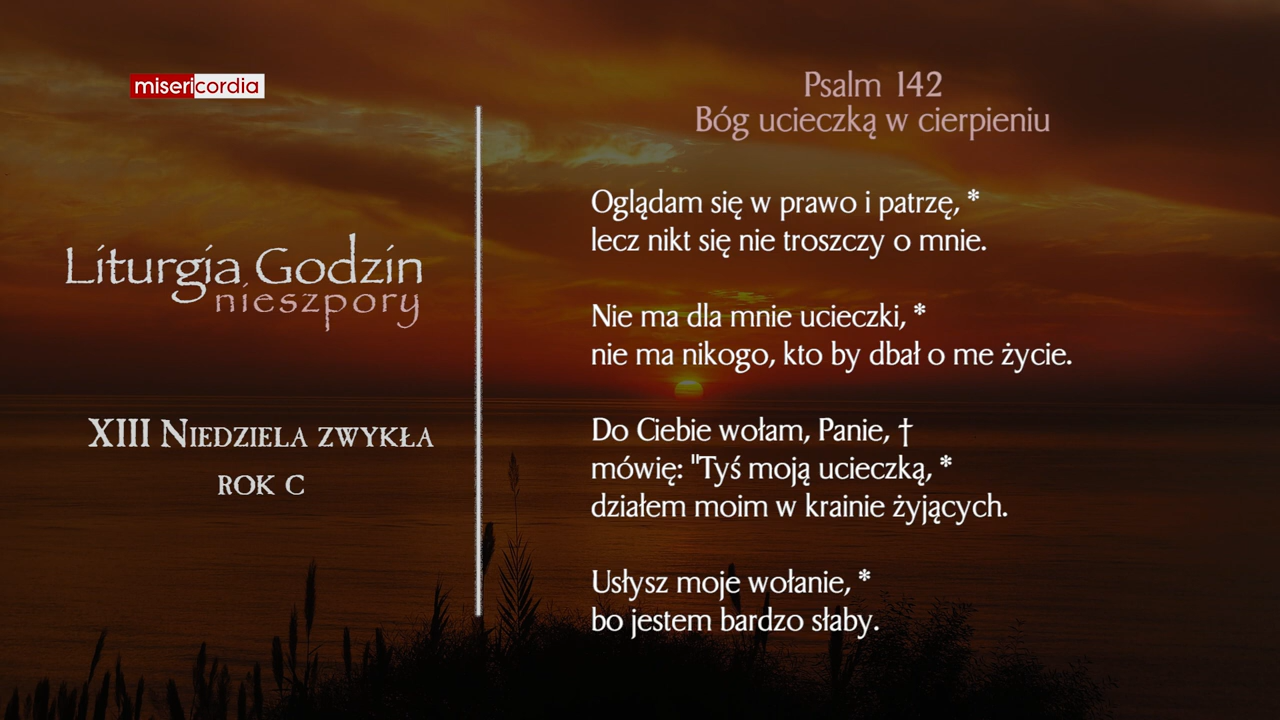 misericordia
Liturgia Godzin
nieszpory
XIII Niedziela zwykła
rok C
Psalm 142
Bóg ucieczką w cierpieniu
Oglądam się w prawo i patrzę, *
lecz nikt się nie troszczy o mnie.
Nie ma dla mnie ucieczki, *
nie ma nikogo, kto by dbał o me życie.
Do Ciebie wołam, Panie, †
mówię: "Tyś moją ucieczką, *
działem moim w krainie żyjących.
Usłysz moje wołanie, *
bo jestem bardzo słaby.